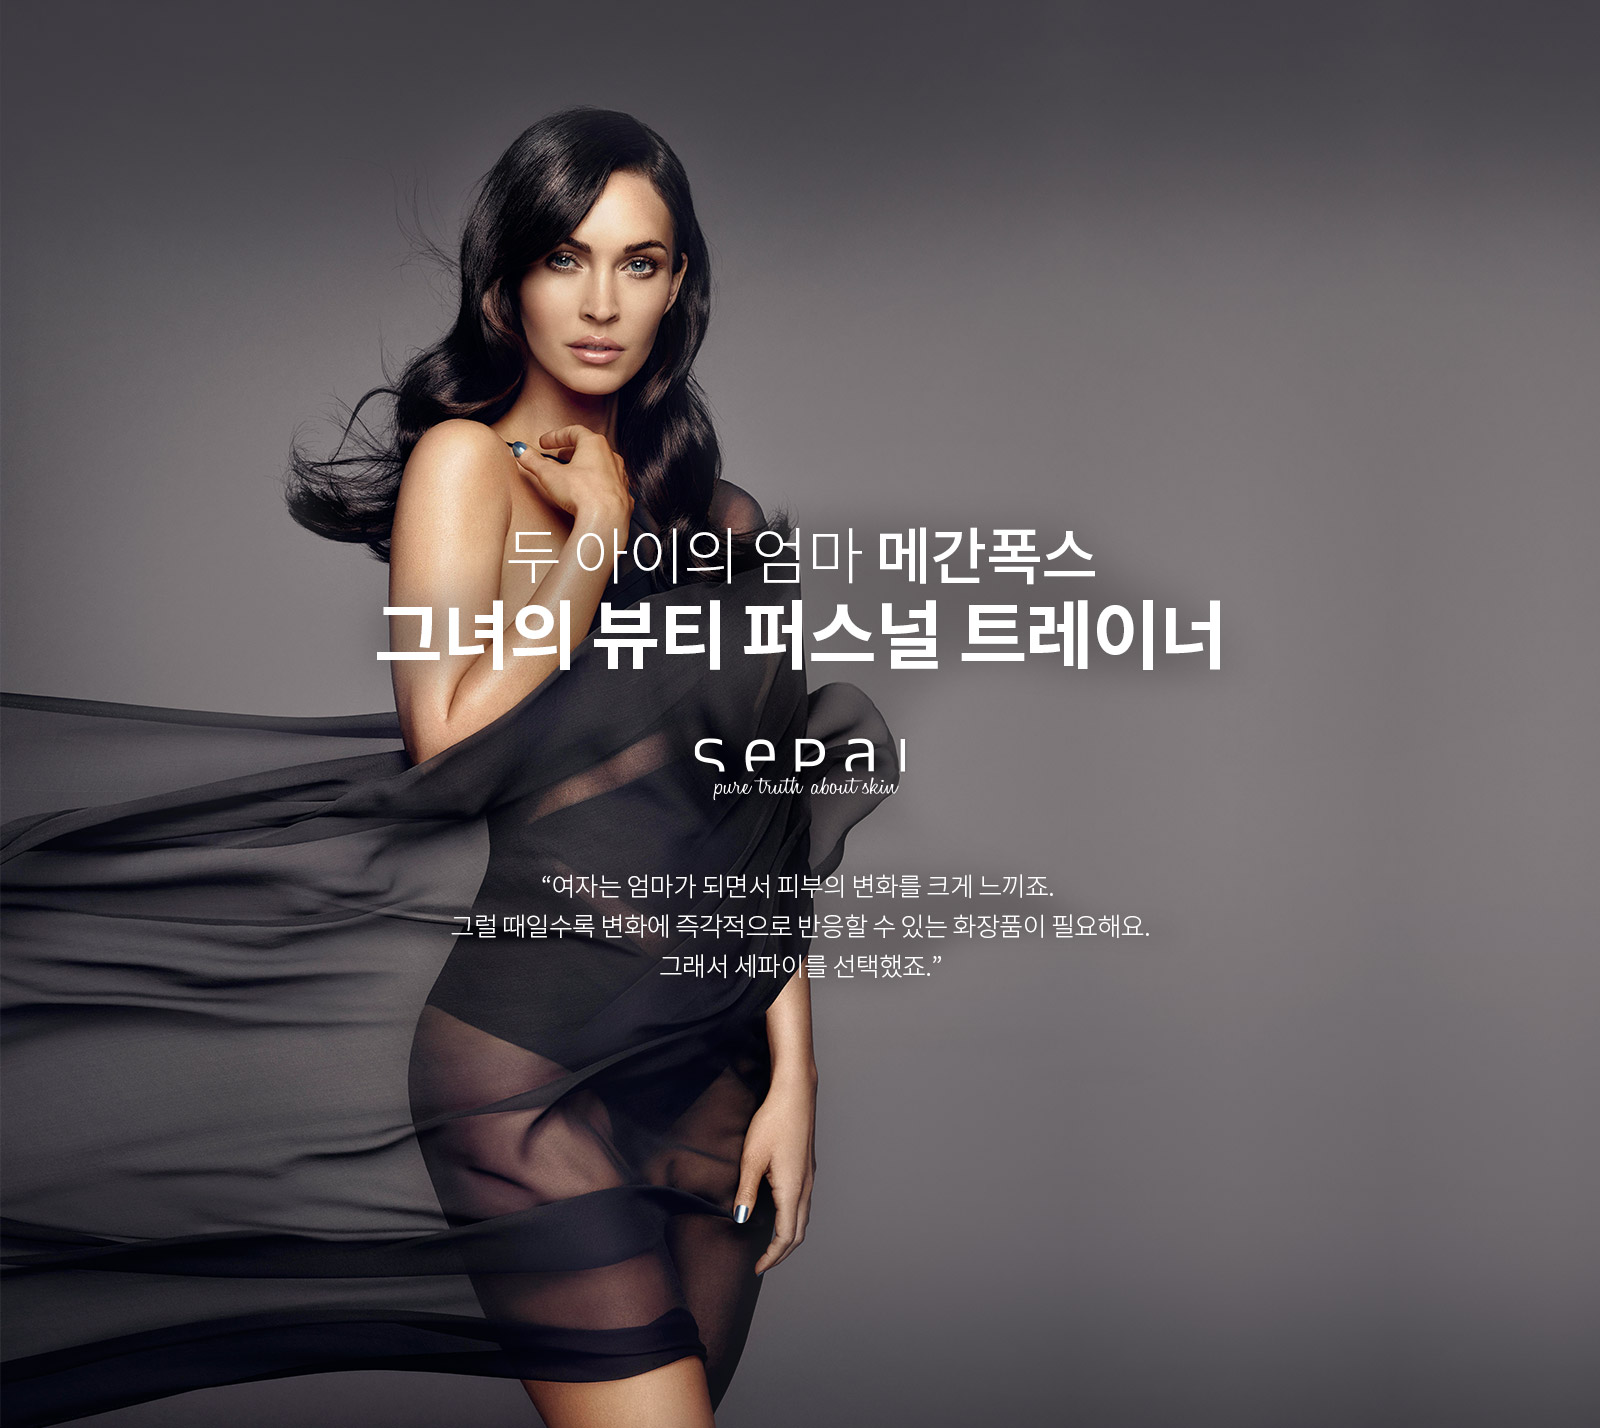 두 아이의 엄마 메간폭스
그녀의 뷰티 퍼스널 트레이너
sepai
pure truth about skin
“여자는 엄마가 되면서 피부의 변화를 크게 느끼죠.
그럴 때일수록 변화에 즉각적으로 반응할 수 있는 화장품이 필요해요.
그래서 세파이를 선택했죠.”